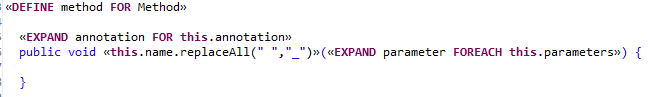 «DEFINE method FOR Method»
«EXPAND annotation FOR this.annotation»
public void «this.name.replaceAll(" ","_")»(«EXPAND parameter FOREACH this.parameters») {
}